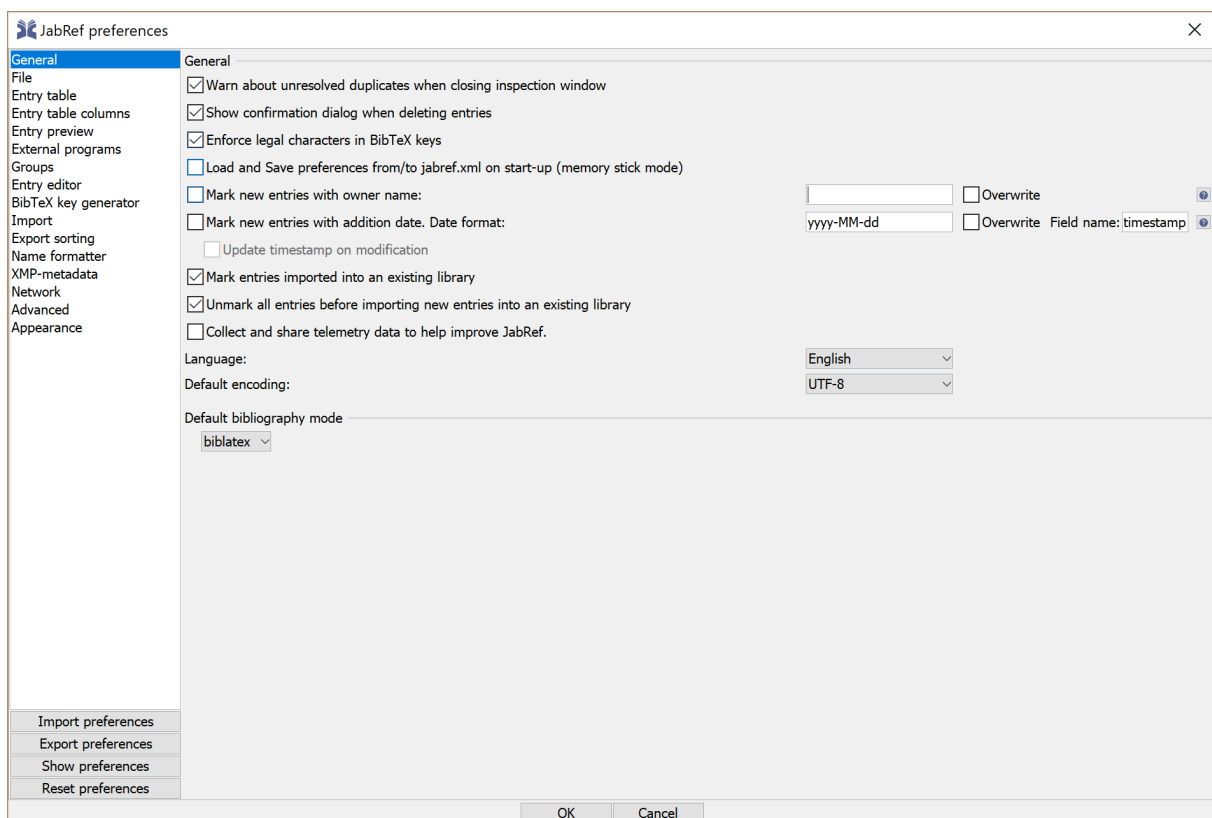 JabRef preferences
General
File
Entry table
Entry table columns
Entry preview
External programs
Groups
Entry editor
BibTeX key generator
Import
Export sorting
Name formatter
XMP-metadata
Network
Advanced
Appearance
Import preferences
Export preferences
Show preferences
Reset preferences
General
Warn about unresolved duplicates when closing inspection window
Show confirmation dialog when deleting entries
Enforce legal characters in BibTeX keys
Load and Save preferences from/to jabref.xml on start-up (memory stick mode)
Mark new entries with owner name: Overwrite ?
Mark new entries with addition date. Date format: yyyy-MM-dd Overwrite Field name: timestamp ?
Update timestamp on modification
Mark entries imported into an existing library
Unmark all entries before importing new entries into an existing library
Collect and share telemetry data to help improve JabRef.
Language: English
Default encoding: UTF-8
Default bibliography mode
biblatex
OK Cancel